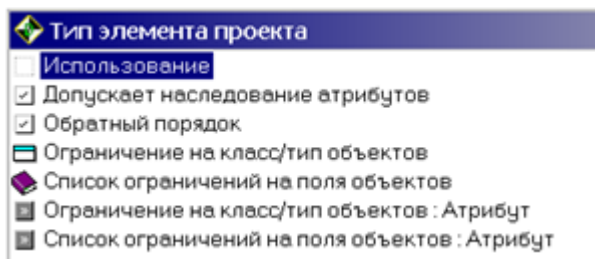 Тип элемента проекта
Использование
Допускает наследование атрибутов
Обратный порядок
Ограничение на класс/тип объектов
Список ограничений на поля объектов
Ограничение на класс/тип объектов : Атрибут
Список ограничений на поля объектов : Атрибут